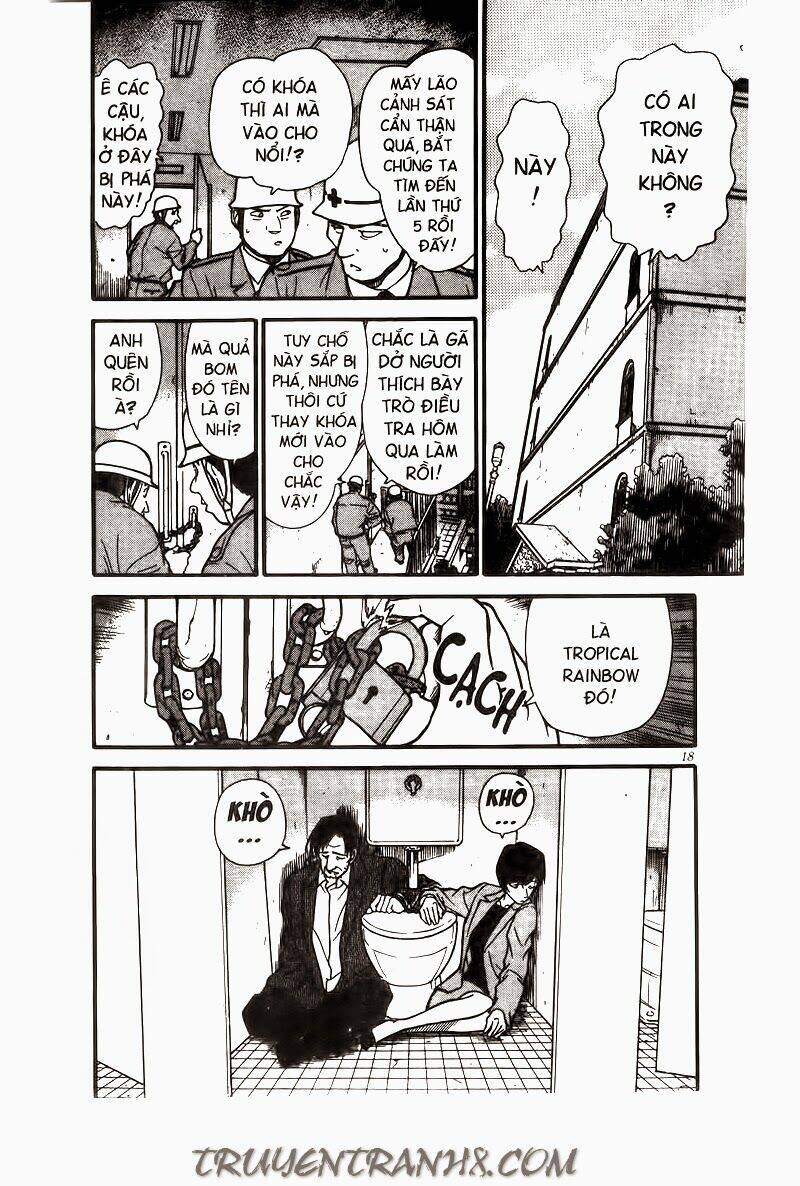 CÓ AI
TRONG
NÀY
KHÔNG
?
NÀY
!
MẤY LÃO
CẢNH SÁT
CẨN THẬN
QUÁ, BẮT
CHÚNG TA
TÌM ĐẾN
LẦN THỨ
5 RỒI
ĐẤY!
CÓ KHÓA
THÌ AI MÀ
VÀO CHO
NỔI!?
Ê CÁC
CẬU,
KHÓA
Ở ĐÂY
BỊ PHÁ
NÀY!
CHẮC LÀ GÃ
DỞ NGƯỜI
THÍCH BÀY
TRÒ ĐIỀU
TRA HÔM
QUA LÀM
RỒI!
TUY CHỖ
NÀY SẮP BỊ
PHÁ, NHƯNG
THÔI CỨ
THAY KHÓA
MỚI VÀO
CHO
CHẮC
VẬY!
MÀ QUẢ
BOM
ĐÓ TÊN
LÀ GÌ
NHỈ?
ANH
QUÊN
RỒI
À?
LÀ
TROPICAL
RAINBOW
ĐÓ!
CẠCH
18
KHÒ
...
KHÒ
...
TRUYENTRANH8.COM